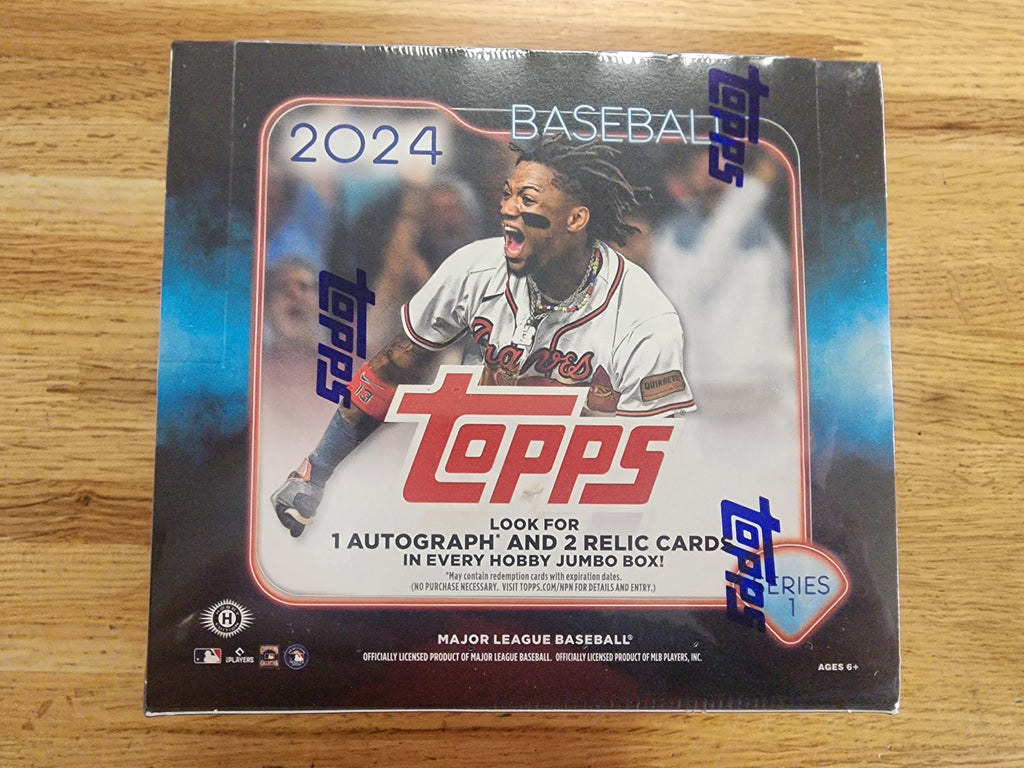 2024
BASEBALL
topps
topps
Braves
QUIKRETE
13
topps
LOOK FOR
1 AUTOGRAPH* AND 2 RELIC CARDS
IN EVERY HOBBY JUMBO BOX!
*May contain redemption cards with expiration dates.
(NO PURCHASE NECESSARY. VISIT TOPPS.COM/NPN FOR DETAILS AND ENTRY.)
topps
SERIES
1
H
MAJOR LEAGUE BASEBALL®
PLAYERS
OFFICIALLY LICENSED PRODUCT OF MAJOR LEAGUE BASEBALL. OFFICIALLY LICENSED PRODUCT OF MLB PLAYERS, INC.
AGES 6+